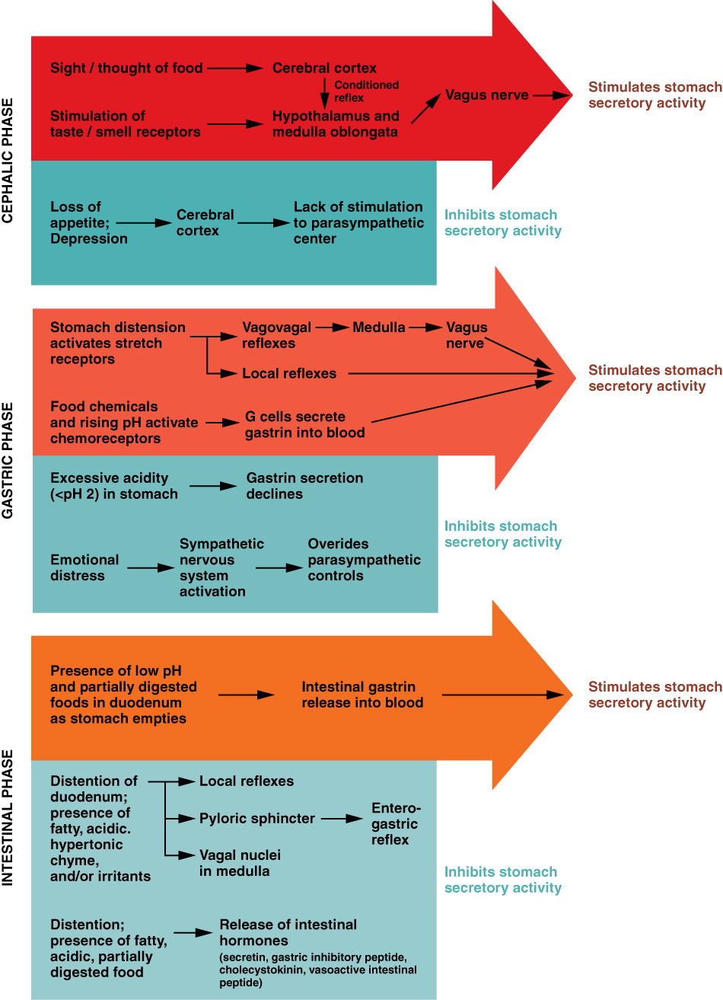 CEPHALIC PHASE
Sight / thought of food
Cerebral cortex
Conditioned
reflex
Stimulation of
taste / smell receptors
Hypothalamus and
medulla oblongata
Vagus nerve
Stimulates stomach
secretory activity
Loss of
appetite;
Depression
Cerebral
cortex
Lack of stimulation
to parasympathetic
center
Inhibits stomach
secretory activity
GASTRIC PHASE
Stomach distension
activates stretch
receptors
Vagovagal
reflexes
Medulla
Vagus
nerve
Local reflexes
Food chemicals
and rising pH activate
chemoreceptors
G cells secrete
gastrin into blood
Stimulates stomach
secretory activity
Excessive acidity
(<pH 2) in stomach
Gastrin secretion
declines
Emotional
distress
Sympathetic
nervous
system
activation
Overides
parasympathetic
controls
Inhibits stomach
secretory activity
INTESTINAL PHASE
Presence of low pH
and partially digested
foods in duodenum
as stomach empties
Intestinal gastrin
release into blood
Stimulates stomach
secretory activity
Distention of
duodenum;
presence of
fatty, acidic.
hypertonic
chyme,
and/or irritants
Local reflexes
Pyloric sphincter
Entero-
gastric
reflex
Vagal nuclei
in medulla
Distention;
presence of fatty,
acidic, partially
digested food
Release of intestinal
hormones
(secretin, gastric inhibitory peptide,
cholecystokinin, vasoactive intestinal
peptide)
Inhibits stomach
secretory activity